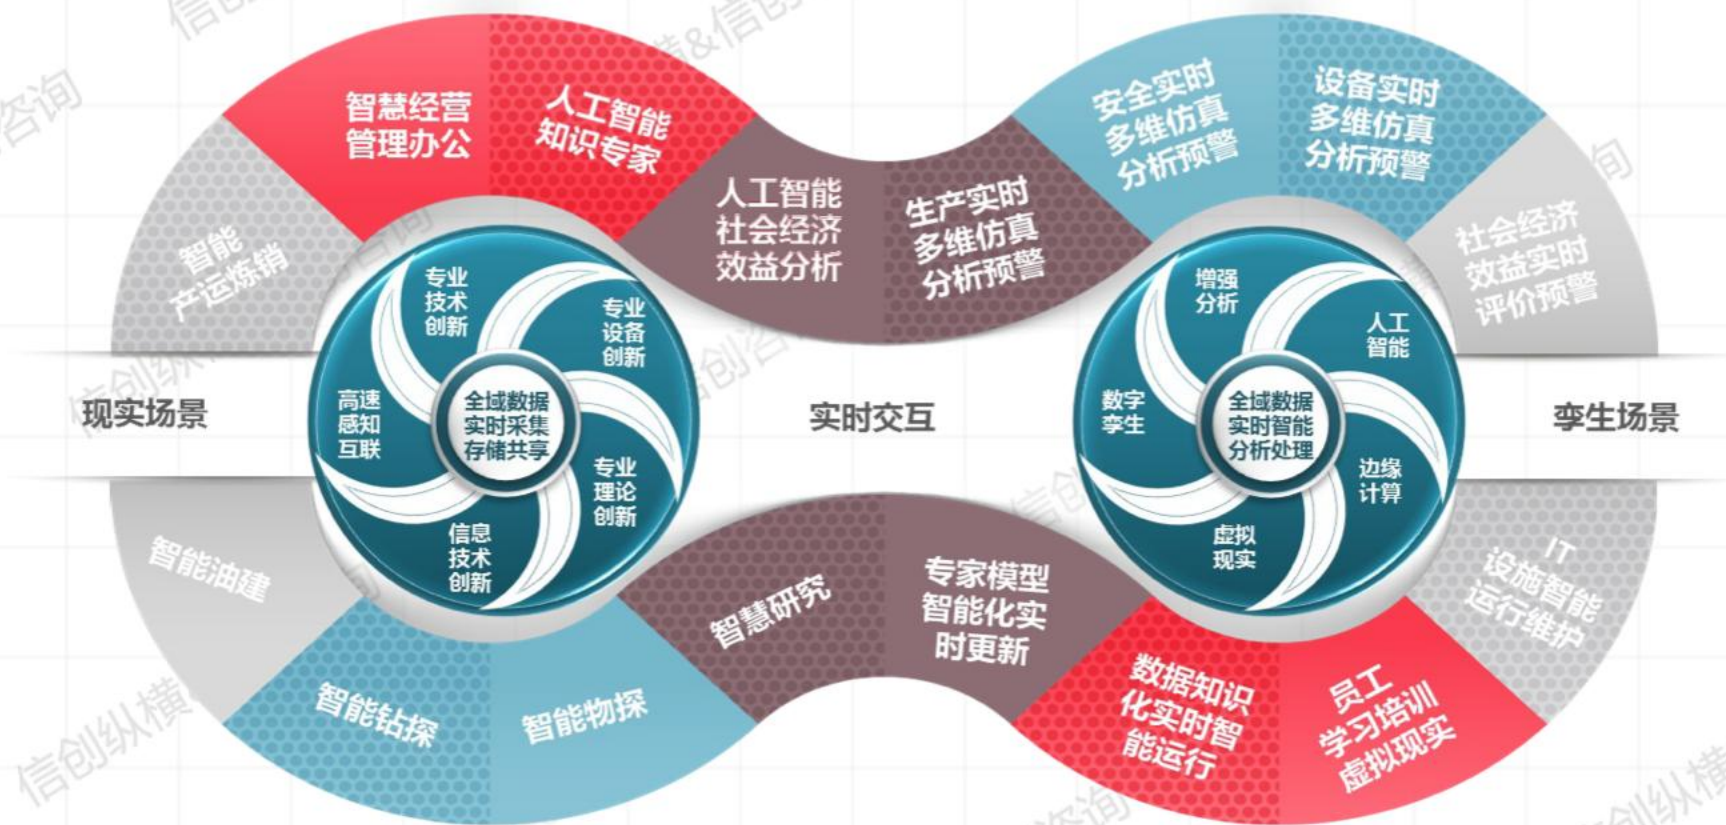 智慧经营
管理办公
人工智能
知识专家
人工智能
社会经济
效益分析
生产实时
多维仿真
分析预警
安全实时
多维仿真
分析预警
设备实时
多维仿真
分析预警
社会经济
效益实时
评价预警
智能
产运炼销
专业
技术
创新
专业
设备
创新
高速
感知
互联
全域数据
实时采集
存储共享
专业
理论
创新
信息
技术
创新
现实场景
实时交互
增强
分析
人工
智能
数字
孪生
全域数据
实时智能
分析处理
边缘
计算
虚拟
现实
孪生场景
智能油建
智能钻探
智能物探
智慧研究
专家模型
智能化实
时更新
数据知识
化实时智
能运行
员工
学习培训
虚拟现实
IT
设施智能
运行维护
信创纵横